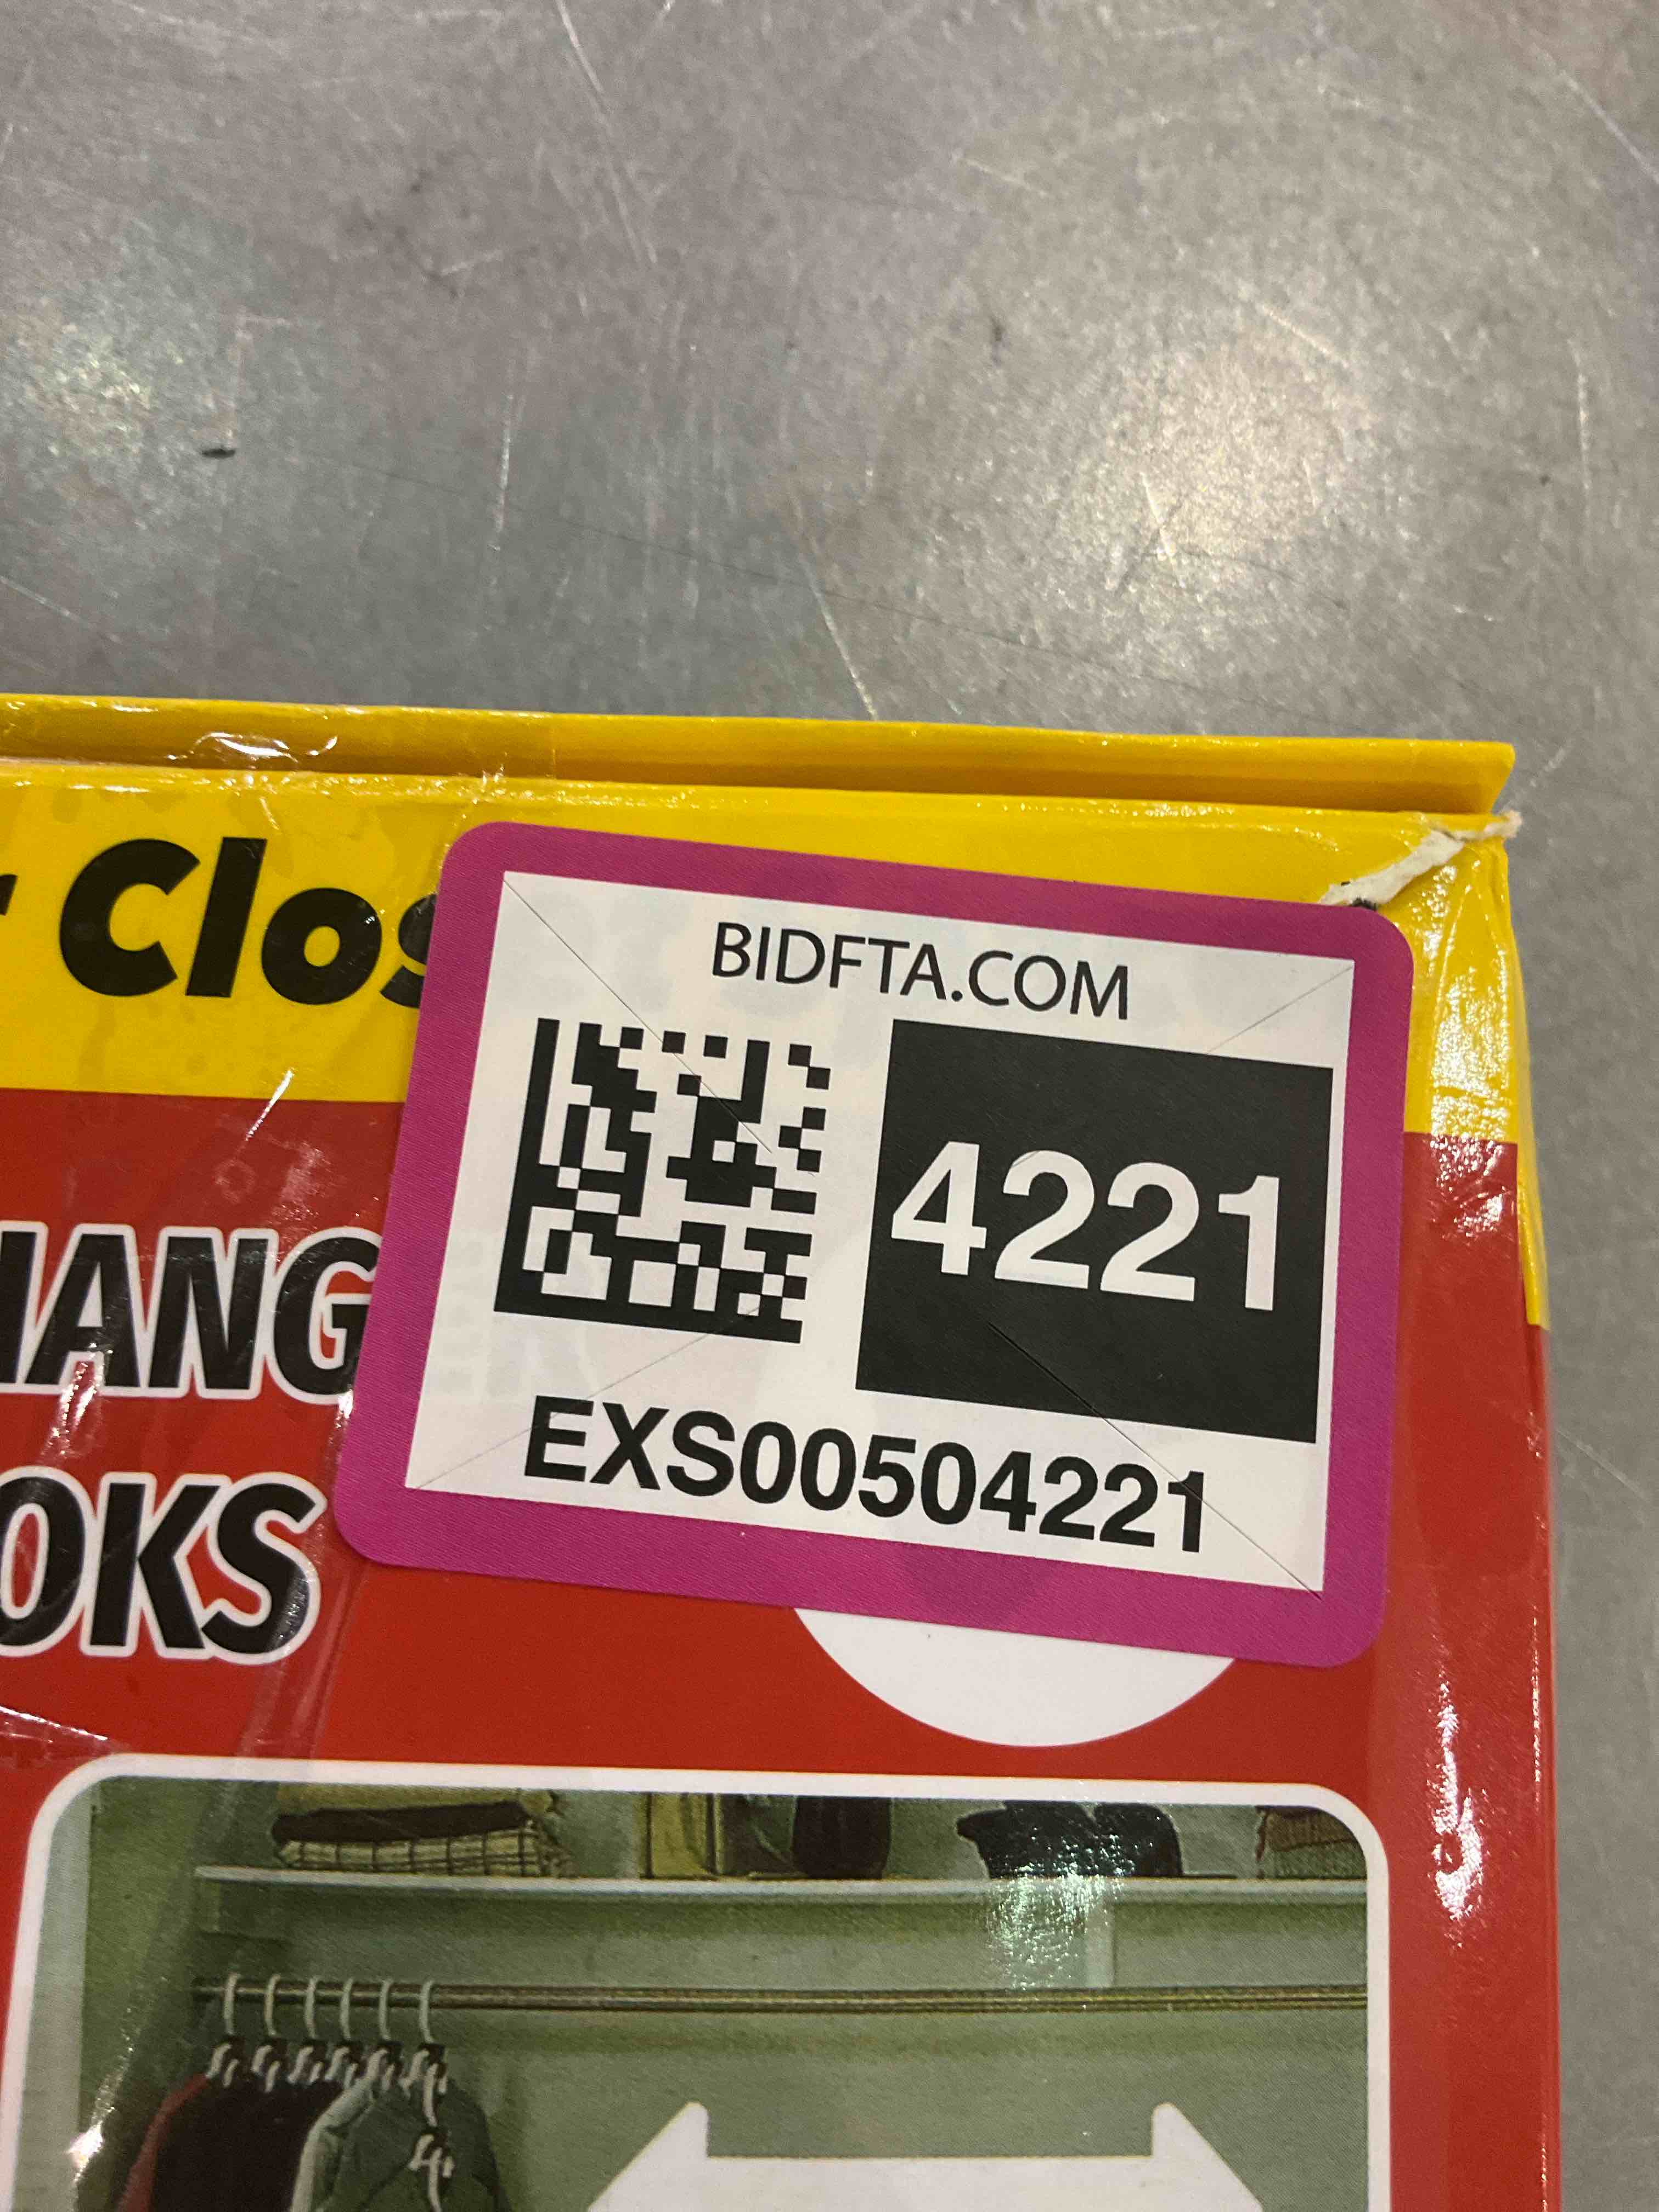 Clos
BIDFTA.COM
4221
EXS00504221
HANG
OKS